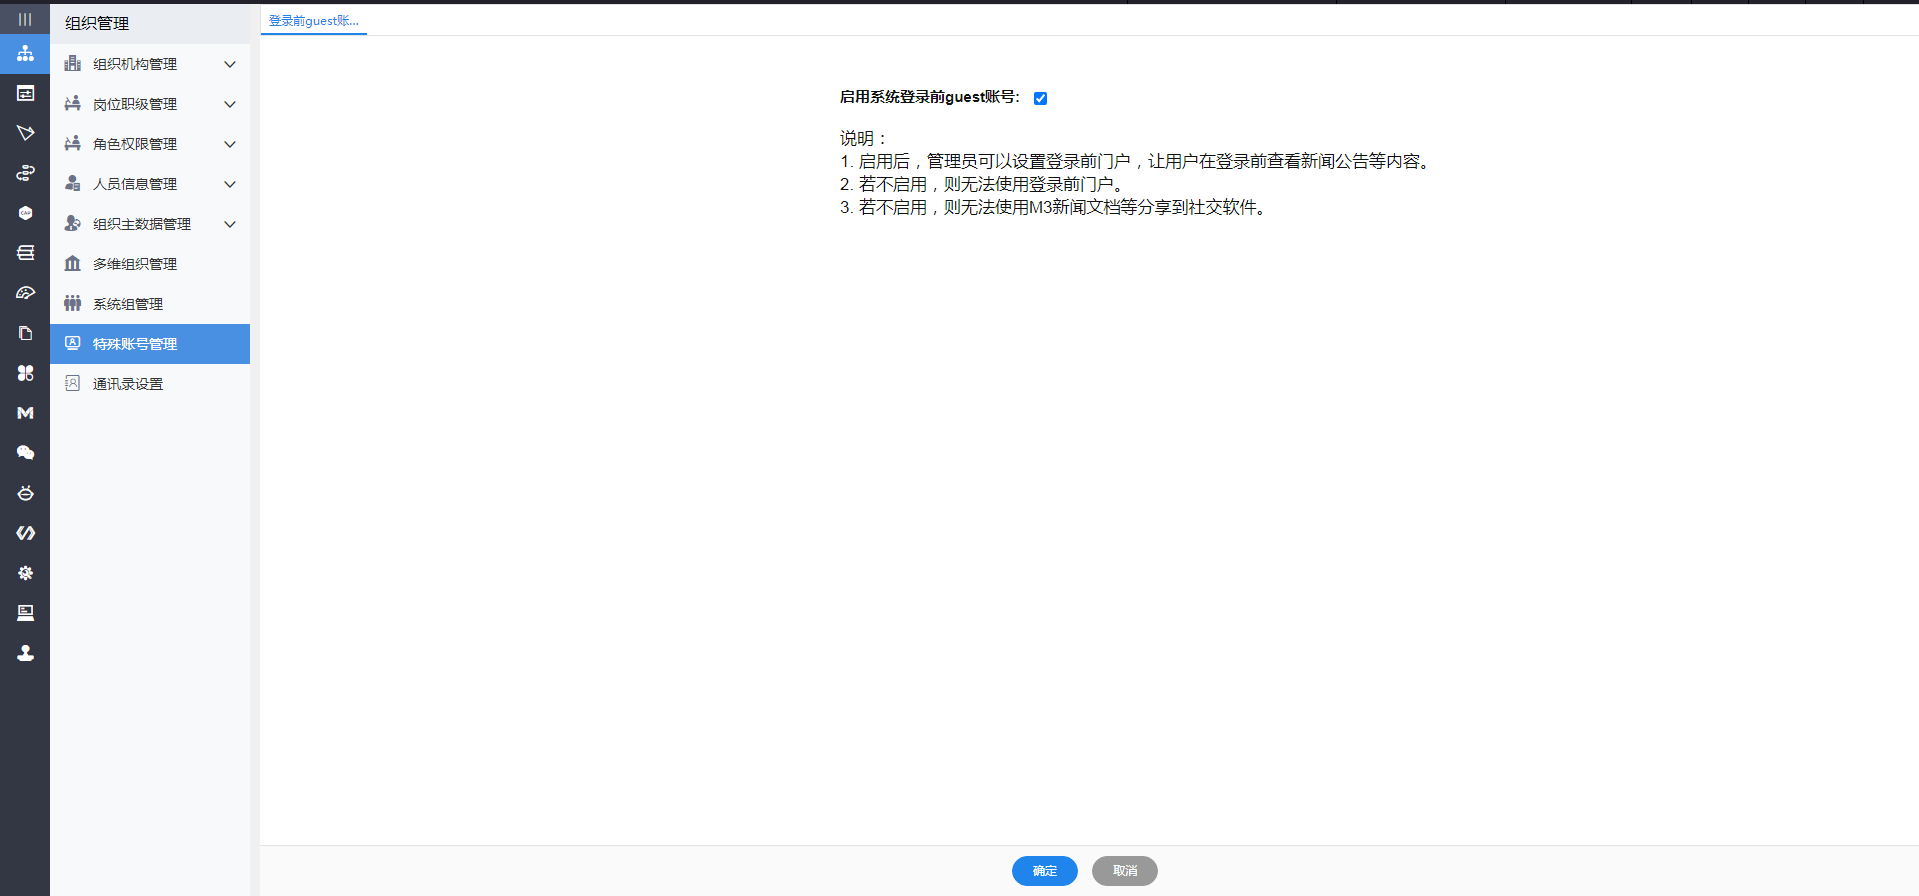 组织管理
组织机构管理
岗位职级管理
角色权限管理
人员信息管理
组织主数据管理
多维组织管理
系统组管理
特殊账号管理
通讯录设置
登录前guest账...
启用系统登录前guest账号:
说明：
1. 启用后，管理员可以设置登录前门户，让用户在登录前查看新闻公告等内容。
2. 若不启用，则无法使用登录前门户。
3. 若不启用，则无法使用M3新闻文档等分享到社交软件。
确定
取消